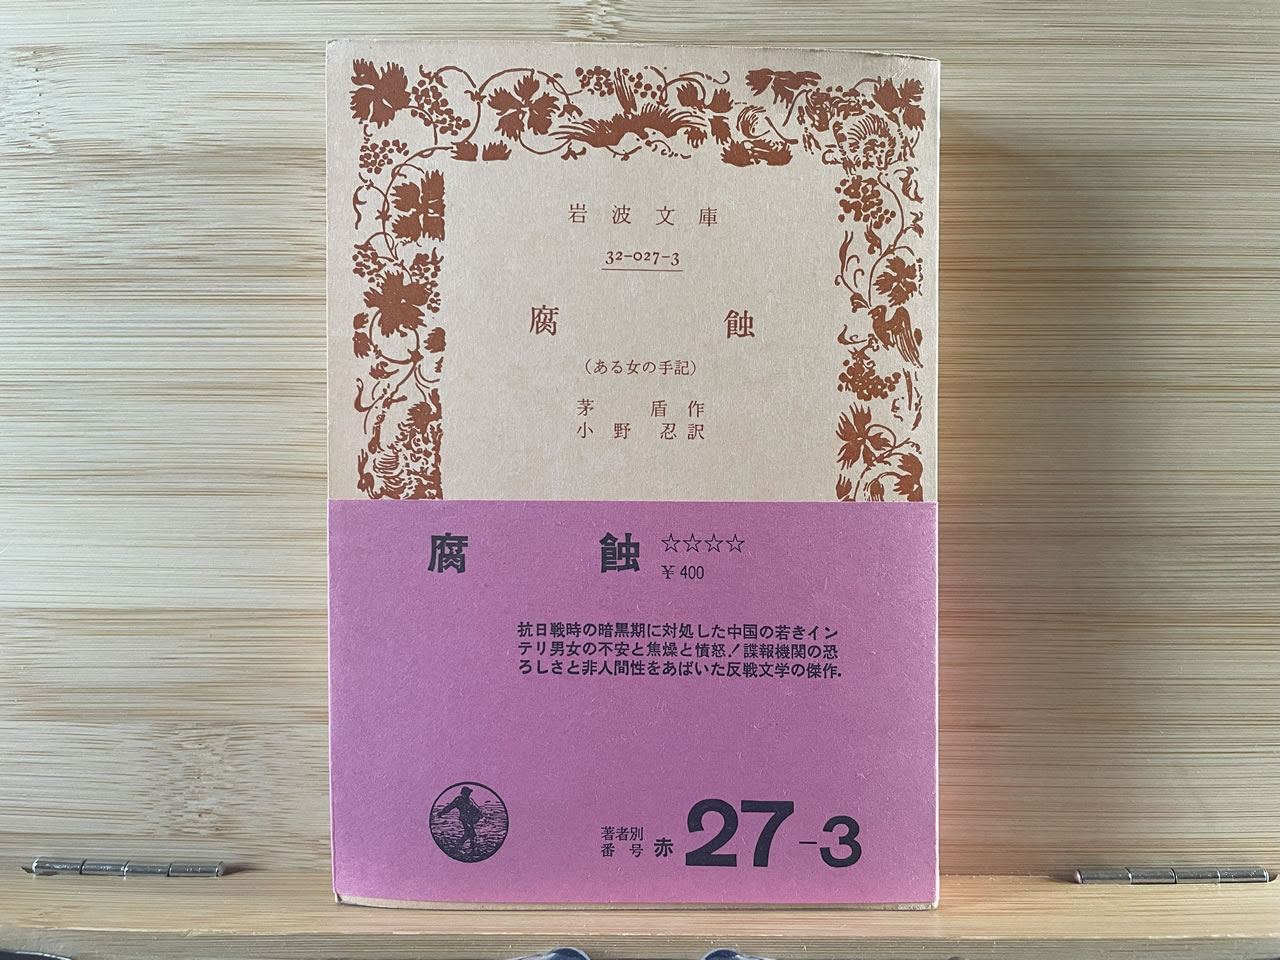 岩波文庫
32-027-3
腐蝕
(ある女の手記)
茅盾作
小野忍訳
腐蝕 ☆☆☆☆
¥400
抗日戦時の暗黒期に対処した中国の若きイン
テリ男女の不安と焦燥と憤怒!諜報機関の恐
ろしさと非人間性をあばいた反戦文学の傑作.
著者別
番号 赤 27-3